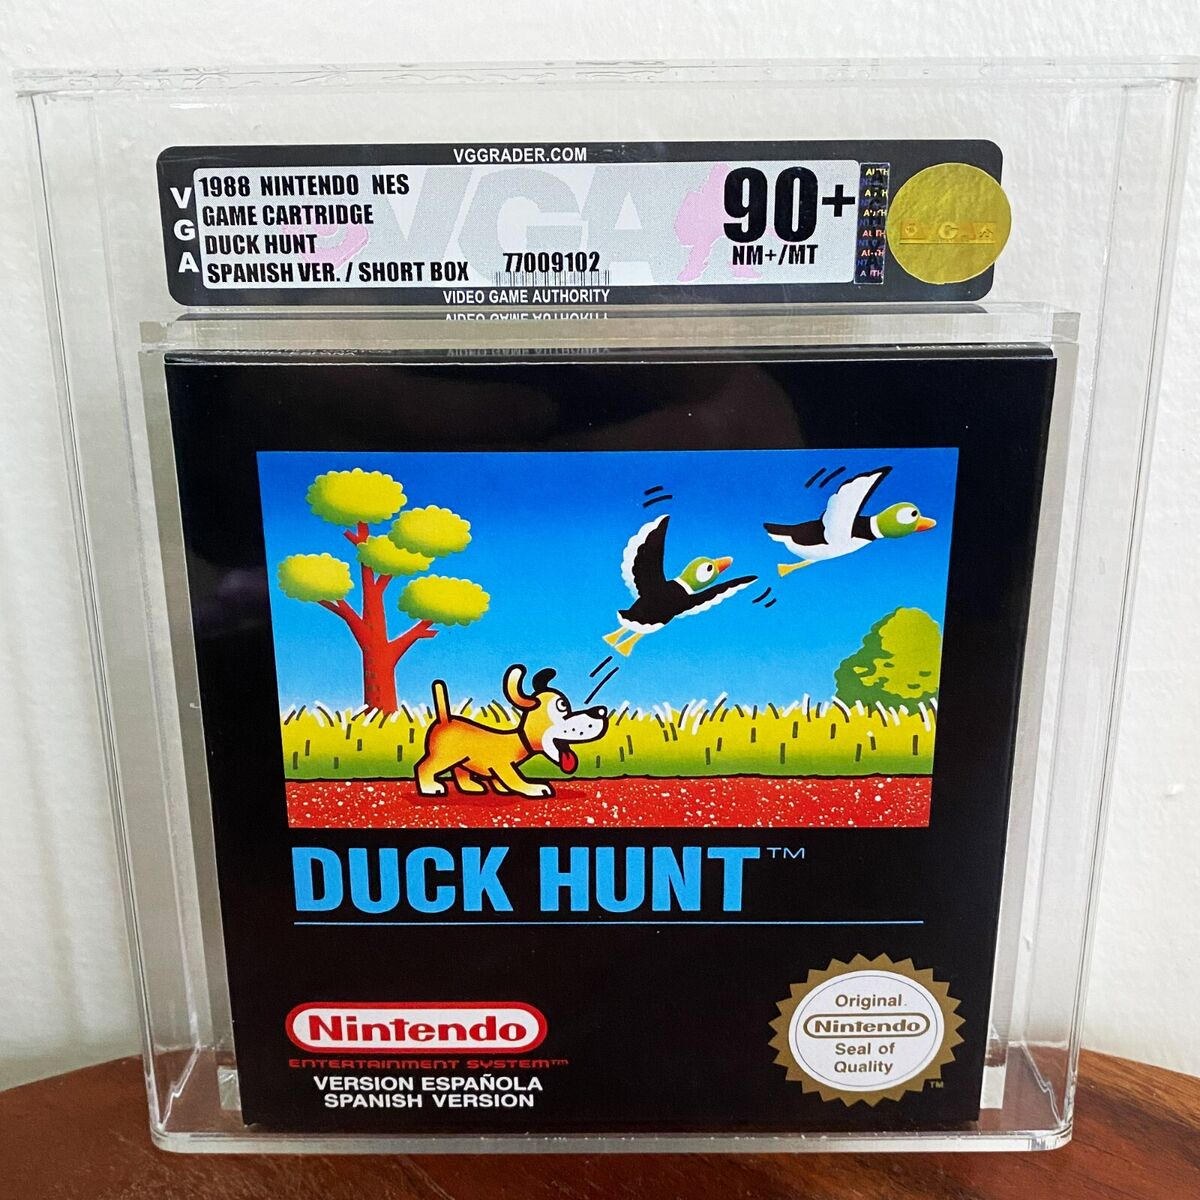 VGGRADER.COM
VGA
1988 NINTENDO NES
GAME CARTRIDGE
DUCK HUNT
SPANISH VER. / SHORT BOX
77009102
90+
NM+/MT
VIDEO GAME AUTHORITY
DUCK HUNT™
Nintendo
ENTERTAINMENT SYSTEM™
VERSION ESPAÑOLA
SPANISH VERSION
Original
Nintendo
Seal of
Quality
TM